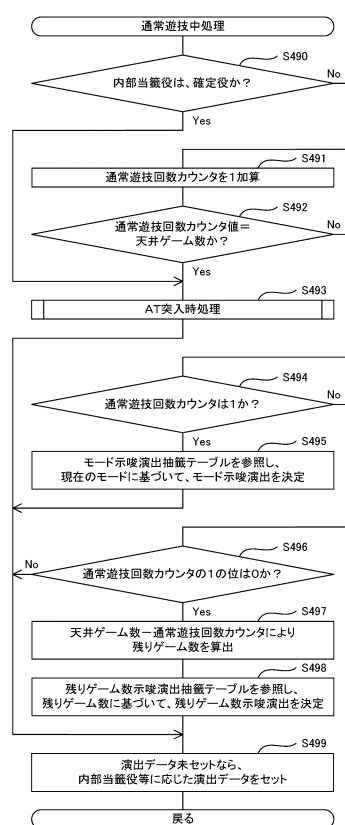 通常遊技中処理
S490
内部当籤役は、確定役か？
No
Yes
S491
通常遊技回数カウンタを1加算
S492
通常遊技回数カウンタ値＝
天井ゲーム数か？
No
Yes
S493
AT突入時処理
S494
通常遊技回数カウンタは1か？
No
Yes
S495
モード示唆演出抽籤テーブルを参照し、
現在のモードに基づいて、モード示唆演出を決定
S496
No
通常遊技回数カウンタの1の位は0か？
Yes
S497
天井ゲーム数－通常遊技回数カウンタにより
残りゲーム数を算出
S498
残りゲーム数示唆演出抽籤テーブルを参照し、
残りゲーム数に基づいて、残りゲーム数示唆演出を決定
S499
演出データ未セットなら、
内部当籤役等に応じた演出データをセット
戻る